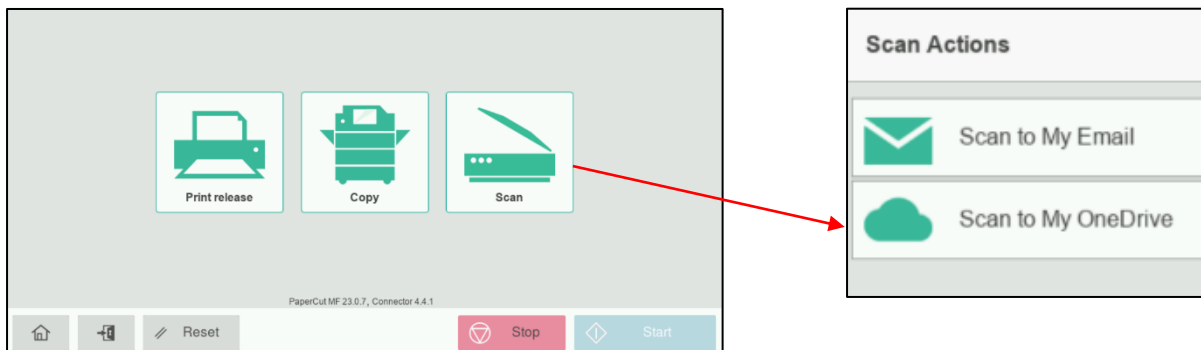 Print release
Copy
Scan
PaperCut MF 23.0.7, Connector 4.4.1
Reset
Stop
Start
Scan Actions
Scan to My Email
Scan to My OneDrive